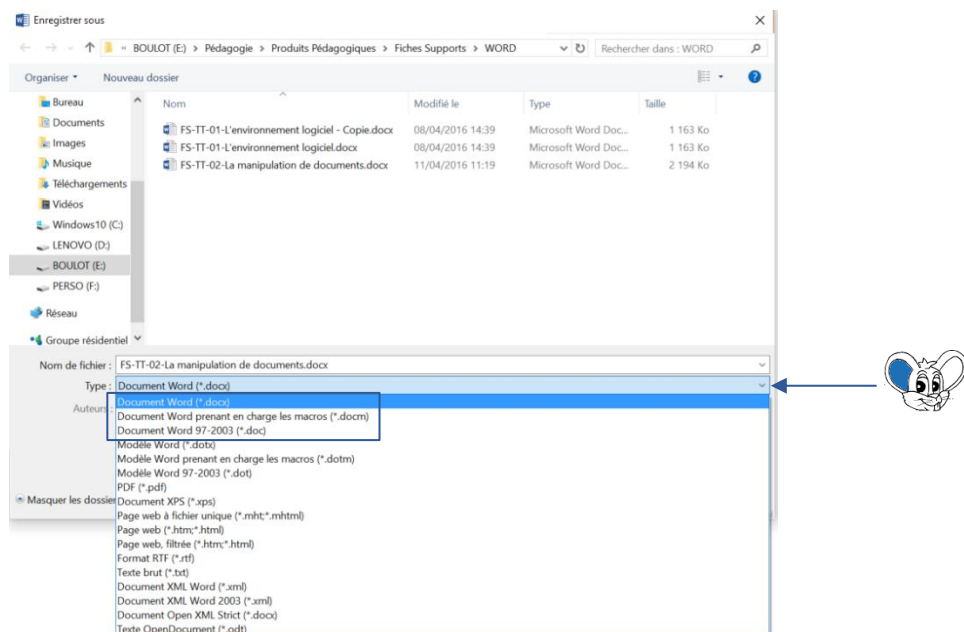 Enregistrer sous
« BOULOT (E:) > Pédagogie > Produits Pédagogiques > Fiches Supports > WORD
Rechercher dans : WORD
Organiser
Nouveau dossier
Nom Modifié le Type Taille
Bureau
Documents
Images
Musique
Téléchargements
Vidéos
Windows10 (C:)
LENOVO (D:)
BOULOT (E:)
PERSO (F:)
Réseau
Groupe résidentiel
FS-TT-01-L'environnement logiciel - Copie.docx 08/04/2016 14:39 Microsoft Word Doc... 1 163 Ko
FS-TT-01-L'environnement logiciel.docx 08/04/2016 14:39 Microsoft Word Doc... 1 163 Ko
FS-TT-02-La manipulation de documents.docx 11/04/2016 11:19 Microsoft Word Doc... 2 194 Ko
Nom de fichier : FS-TT-02-La manipulation de documents.docx
Type : Document Word (*.docx)
Auteurs :
Masquer les dossier
Document Word (*.docx)
Document Word prenant en charge les macros (*.docm)
Document Word 97-2003 (*.doc)
Modèle Word (*.dotx)
Modèle Word prenant en charge les macros (*.dotm)
Modèle Word 97-2003 (*.dot)
PDF (*.pdf)
Document XPS (*.xps)
Page web à fichier unique (*.mht;*.mhtml)
Page web (*.htm;*.html)
Page web, filtrée (*.htm;*.html)
Format RTF (*.rtf)
Texte brut (*.txt)
Document XML Word (*.xml)
Document XML Word 2003 (*.xml)
Document Open XML Strict (*.docx)
Texte OpenDocument (*.odt)